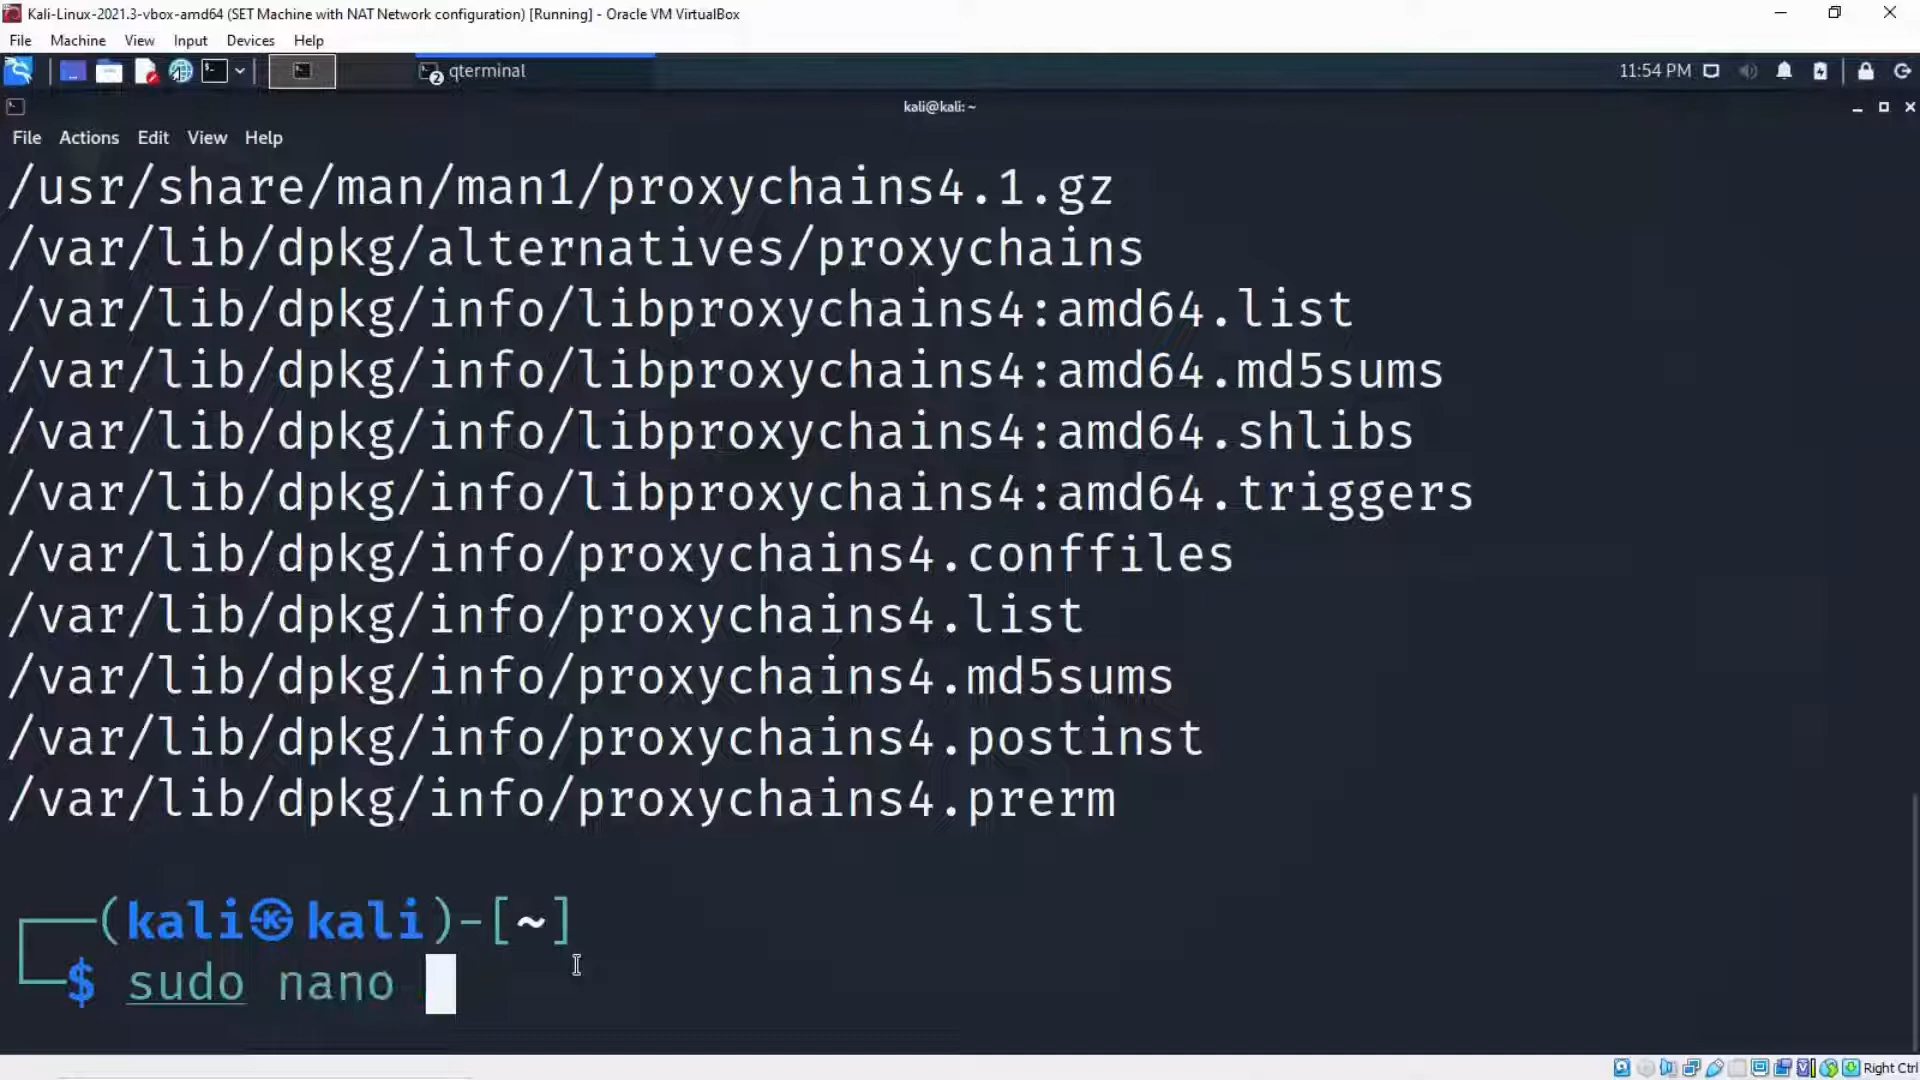 Kali-Linux-2021.3-vbox-amd64 (SET Machine with NAT Network configuration) [Running] - Oracle VM VirtualBox
File Machine View Input Devices Help
2 qterminal 11:54 PM
kali@kali: ~
File Actions Edit View Help
/usr/share/man/man1/proxychains4.1.gz
/var/lib/dpkg/alternatives/proxychains
/var/lib/dpkg/info/libproxychains4:amd64.list
/var/lib/dpkg/info/libproxychains4:amd64.md5sums
/var/lib/dpkg/info/libproxychains4:amd64.shlibs
/var/lib/dpkg/info/libproxychains4:amd64.triggers
/var/lib/dpkg/info/proxychains4.conffiles
/var/lib/dpkg/info/proxychains4.list
/var/lib/dpkg/info/proxychains4.md5sums
/var/lib/dpkg/info/proxychains4.postinst
/var/lib/dpkg/info/proxychains4.prerm
┌──(kali㉿kali)-[~]
└─$ sudo nano
Right Ctrl